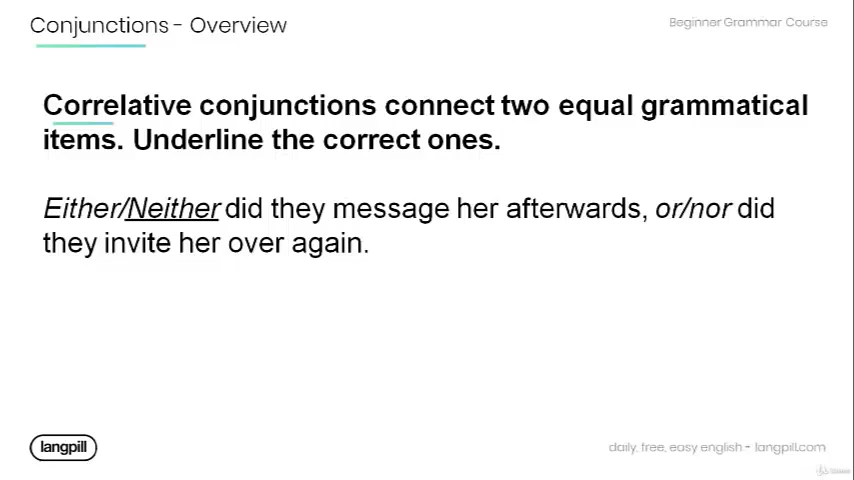 Conjunctions - Overview
Beginner Grammar Course
Correlative conjunctions connect two equal grammatical
items. Underline the correct ones.
Either/Neither did they message her afterwards, or/nor did
they invite her over again.
langpill
daily, free, easy english - langpill.com